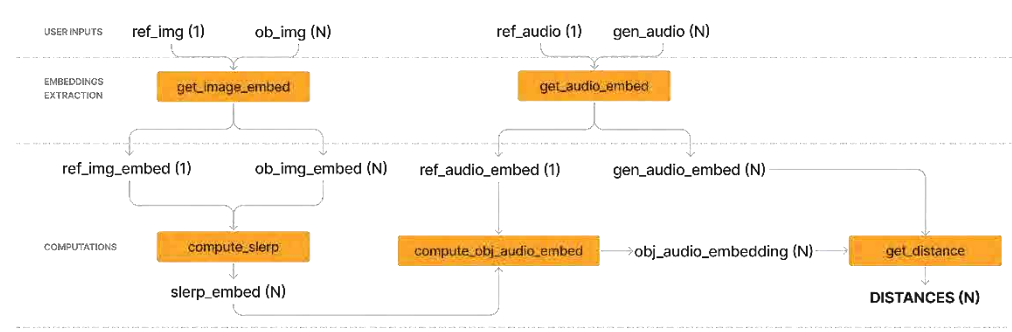 USER INPUTS
ref_img (1)
ob_img (N)
ref_audio (1)
gen_audio (N)
EMBEDDINGS
EXTRACTION
get_image_embed
get_audio_embed
ref_img_embed (1)
ob_img_embed (N)
ref_audio_embed (1)
gen_audio_embed (N)
COMPUTATIONS
compute_slerp
compute_obj_audio_embed
obj_audio_embedding (N)
get_distance
slerp_embed (N)
DISTANCES (N)